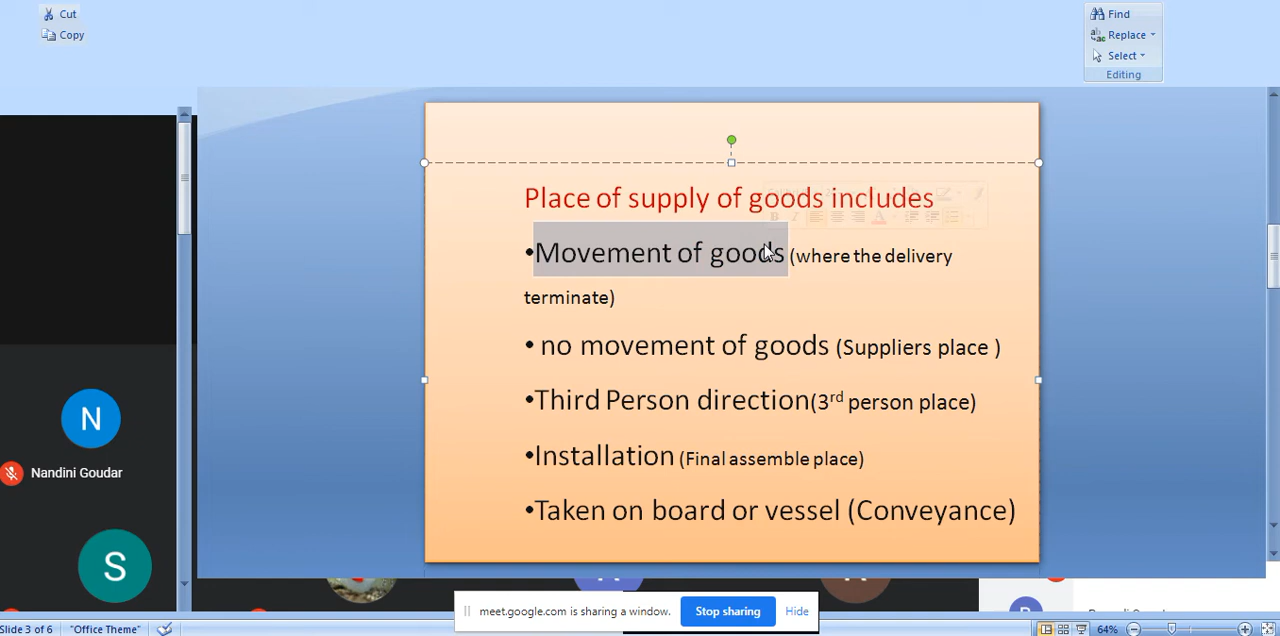 Cut
Copy
Find
Replace
Select
Editing
Place of supply of goods includes
•Movement of goods (where the delivery
terminate)
• no movement of goods (Suppliers place )
•Third Person direction(3rd person place)
•Installation (Final assemble place)
•Taken on board or vessel (Conveyance)
N
Nandini Goudar
S
meet.google.com is sharing a window.
Stop sharing
Hide
Slide 3 of 6
"Office Theme"
64%